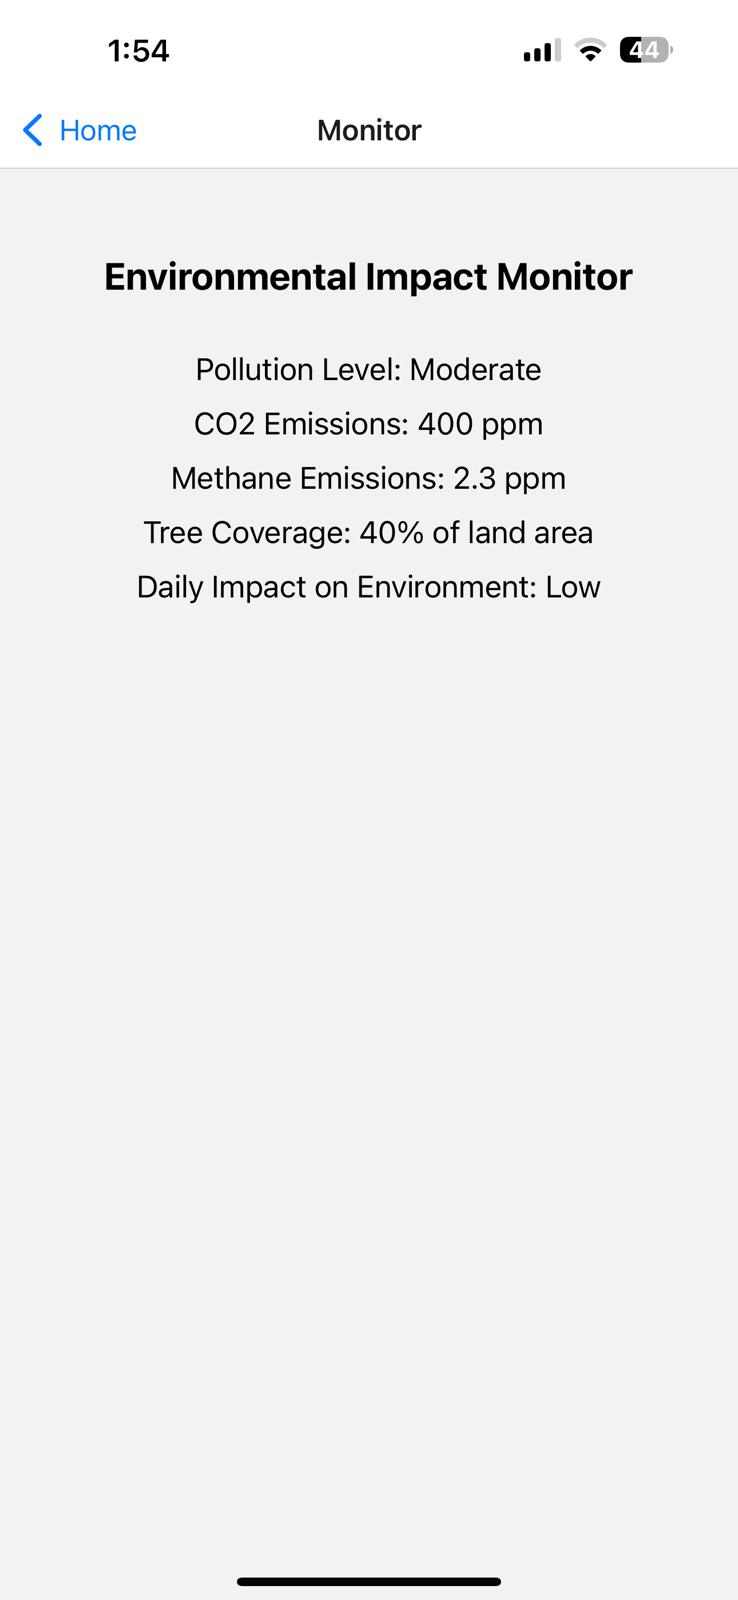 1:54
44
Home
Monitor
Environmental Impact Monitor
Pollution Level: Moderate
CO2 Emissions: 400 ppm
Methane Emissions: 2.3 ppm
Tree Coverage: 40% of land area
Daily Impact on Environment: Low